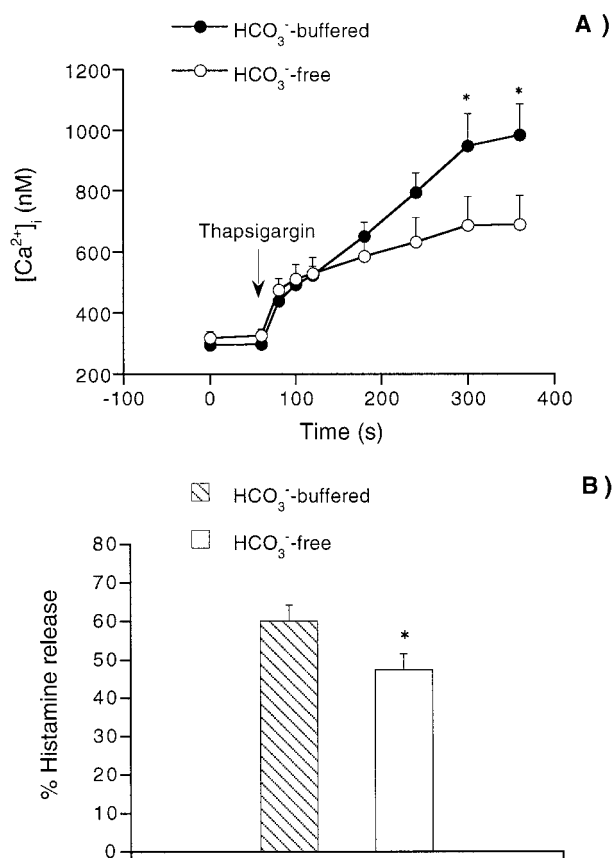 HCO₃⁻-buffered
A )
HCO₃⁻-free
1200
1000
800
600
400
200
[Ca²⁺]ᵢ (nM)
*
*
Thapsigargin
-100
0
100
200
300
400
Time (s)
HCO₃⁻-buffered
B )
HCO₃⁻-free
80
70
60
50
40
30
20
10
0
% Histamine release
*